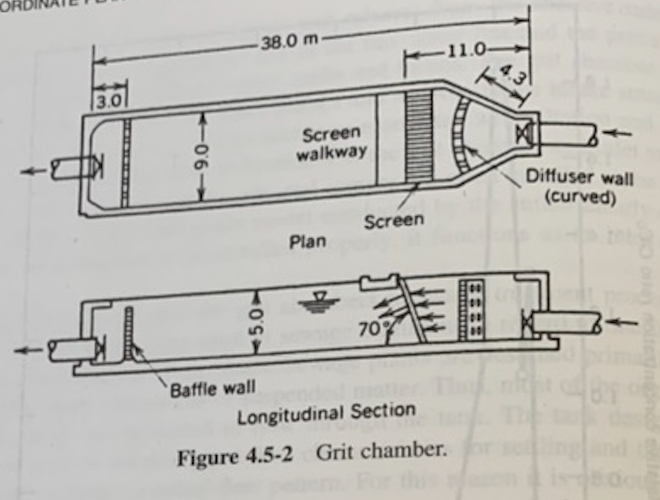 38.0 m
11.0
4.3
3.0
9.0
Screen
walkway
Diffuser wall
(curved)
Screen
Plan
5.0
70°
Baffle wall
Longitudinal Section
Figure 4.5-2 Grit chamber.